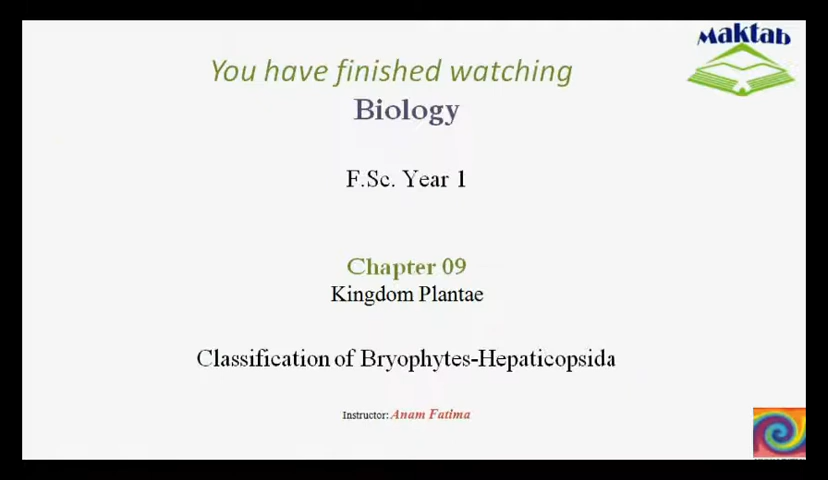 Maktab
You have finished watching
Biology
F.Sc. Year 1
Chapter 09
Kingdom Plantae
Classification of Bryophytes-Hepaticopsida
Instructor: Anam Fatima